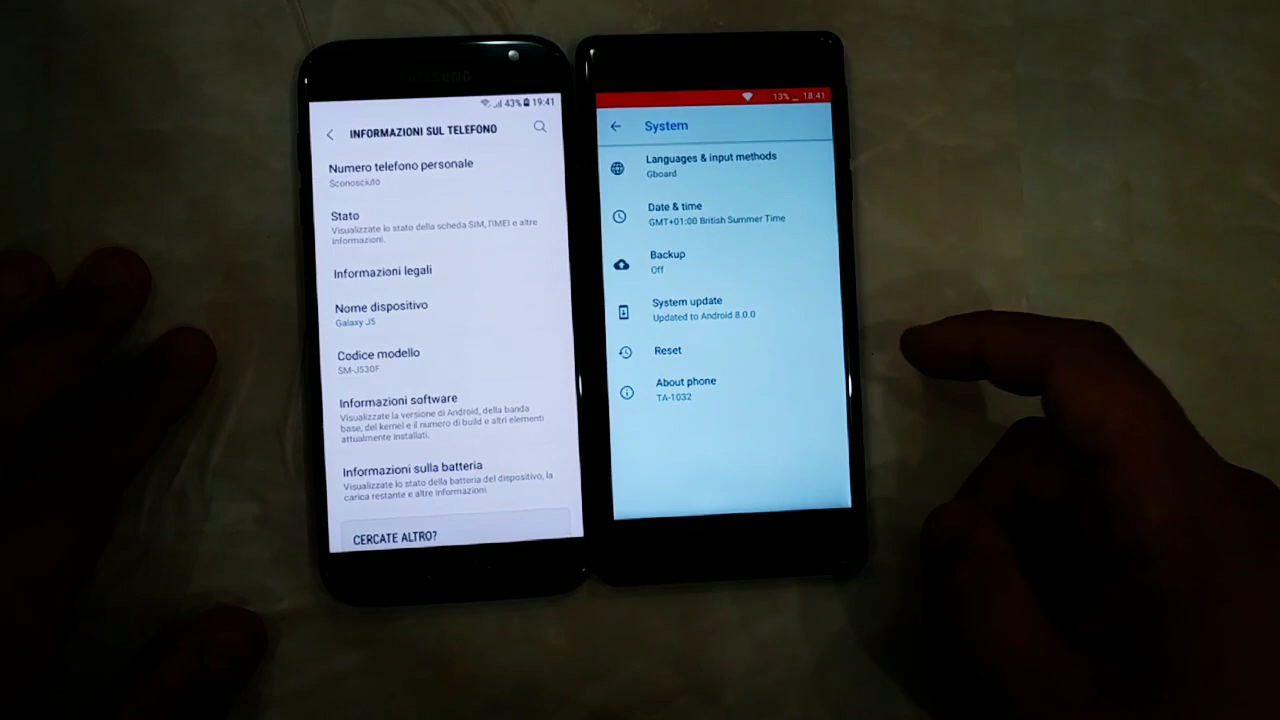 SAMSUNG
43% 19:41
INFORMAZIONI SUL TELEFONO
Numero telefono personale
Sconosciuto
Stato
Visualizzate lo stato della scheda SIM, l'IMEI e altre
informazioni.
Informazioni legali
Nome dispositivo
Galaxy J5
Codice modello
SM-J530F
Informazioni software
Visualizzate la versione di Android, della banda
base, del kernel e il numero di build e altri elementi
attualmente installati.
Informazioni sulla batteria
Visualizzate lo stato della batteria del dispositivo, la
carica restante e altre informazioni.
CERCATE ALTRO?
13% 18:41
System
Languages & input methods
Gboard
Date & time
GMT+01:00 British Summer Time
Backup
Off
System update
Updated to Android 8.0.0
Reset
About phone
TA-1032